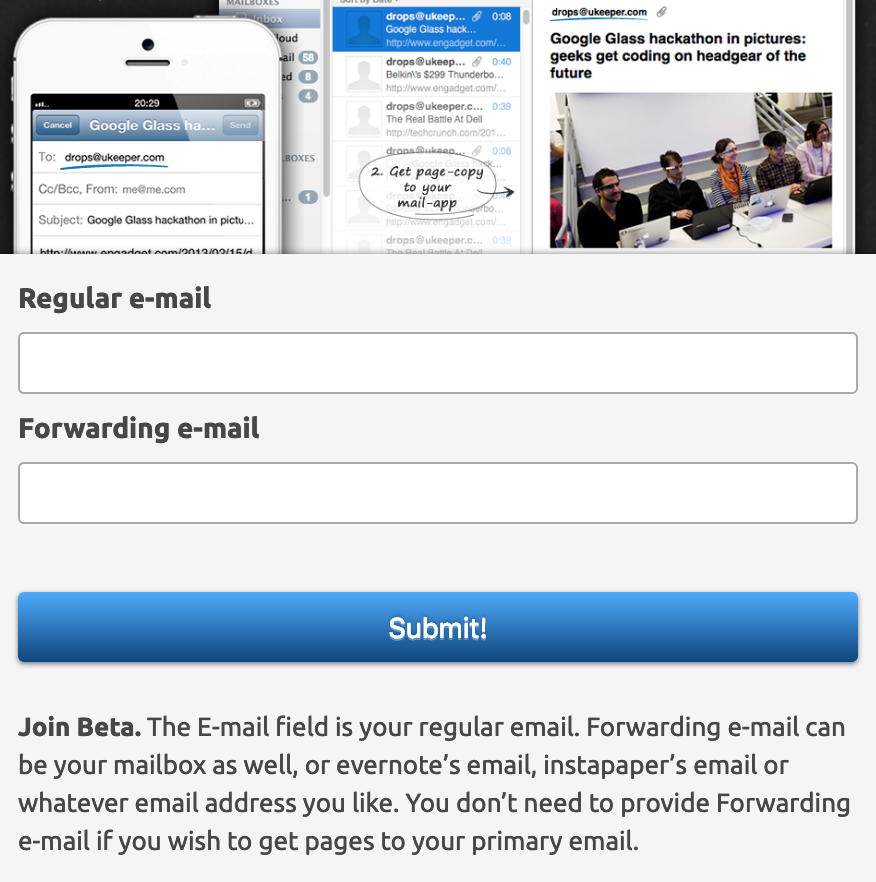 MAILBOXES
Inbox
loud
ail 58
ed 8
4
BOXES
1
Sort by Date
drops@ukeep... 0:08
Google Glass hack...
http://www.engadget.com/...
drops@ukeep... 0:40
Belkin\'s $299 Thunderbo...
http://www.engadget.com/...
drops@ukeeper.c... 0:39
The Real Battle At Dell
http://techcrunch.com/201...
drops@ukeep... 0:08
Google Glass hack...
2. Get page-copy
to your
mail-app
drops@ukeeper.c... 0:39
The Real Battle At Dell
drops@ukeeper.com
Google Glass hackathon in pictures:
geeks get coding on headgear of the
future
20:29
Cancel Google Glass ha... Send
To: drops@ukeeper.com
Cc/Bcc, From: me@me.com
Subject: Google Glass hackathon in pictu...
http://www.engadget.com/2013/02/15/d
Regular e-mail
Forwarding e-mail
Submit!
Join Beta. The E-mail field is your regular email. Forwarding e-mail can
be your mailbox as well, or evernote’s email, instapaper’s email or
whatever email address you like. You don’t need to provide Forwarding
e-mail if you wish to get pages to your primary email.